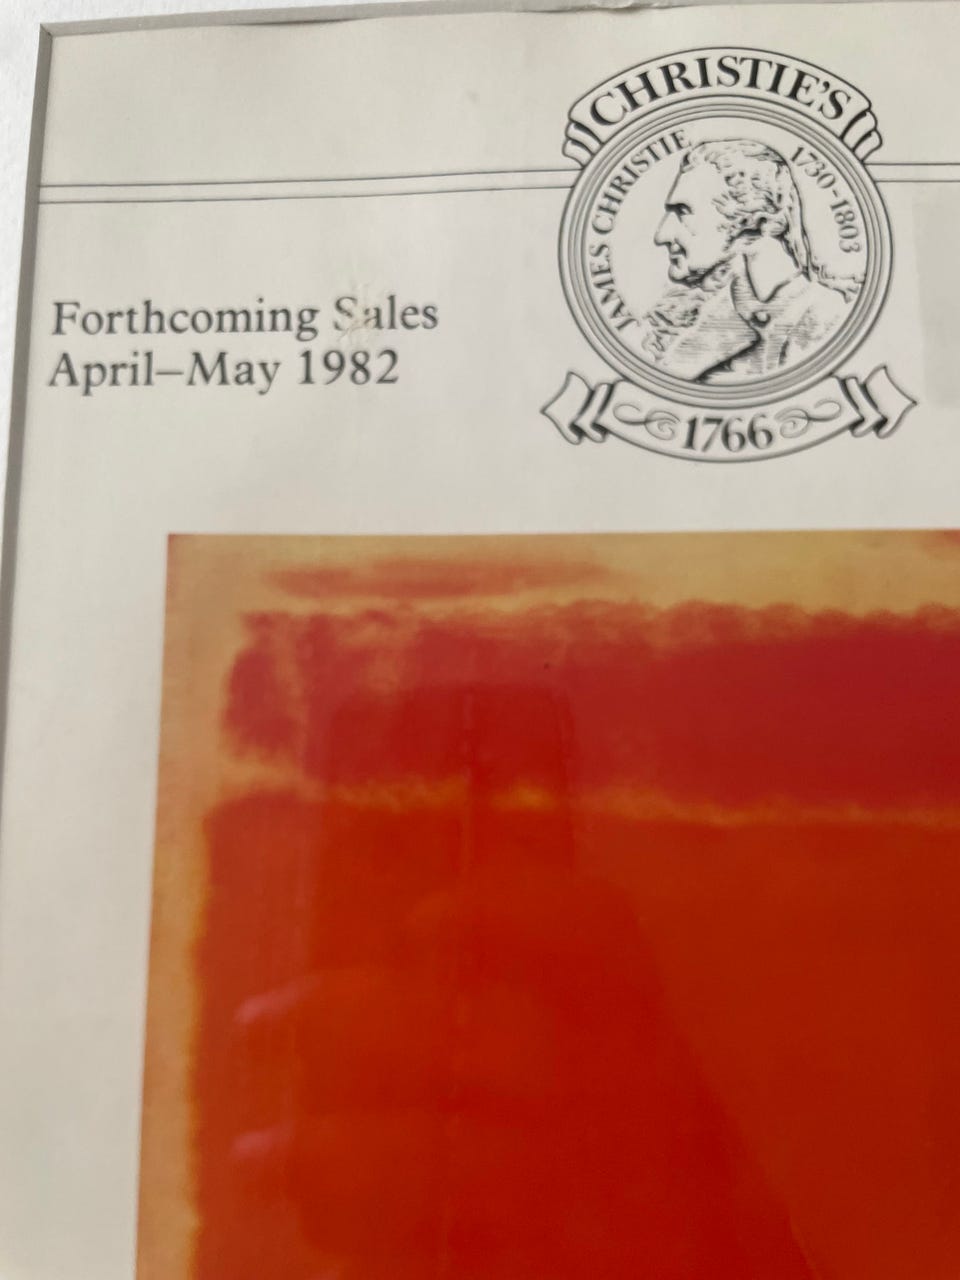 CHRISTIE'S
JAMES CHRISTIE 1730-1803
1766
Forthcoming Sales
April–May 1982